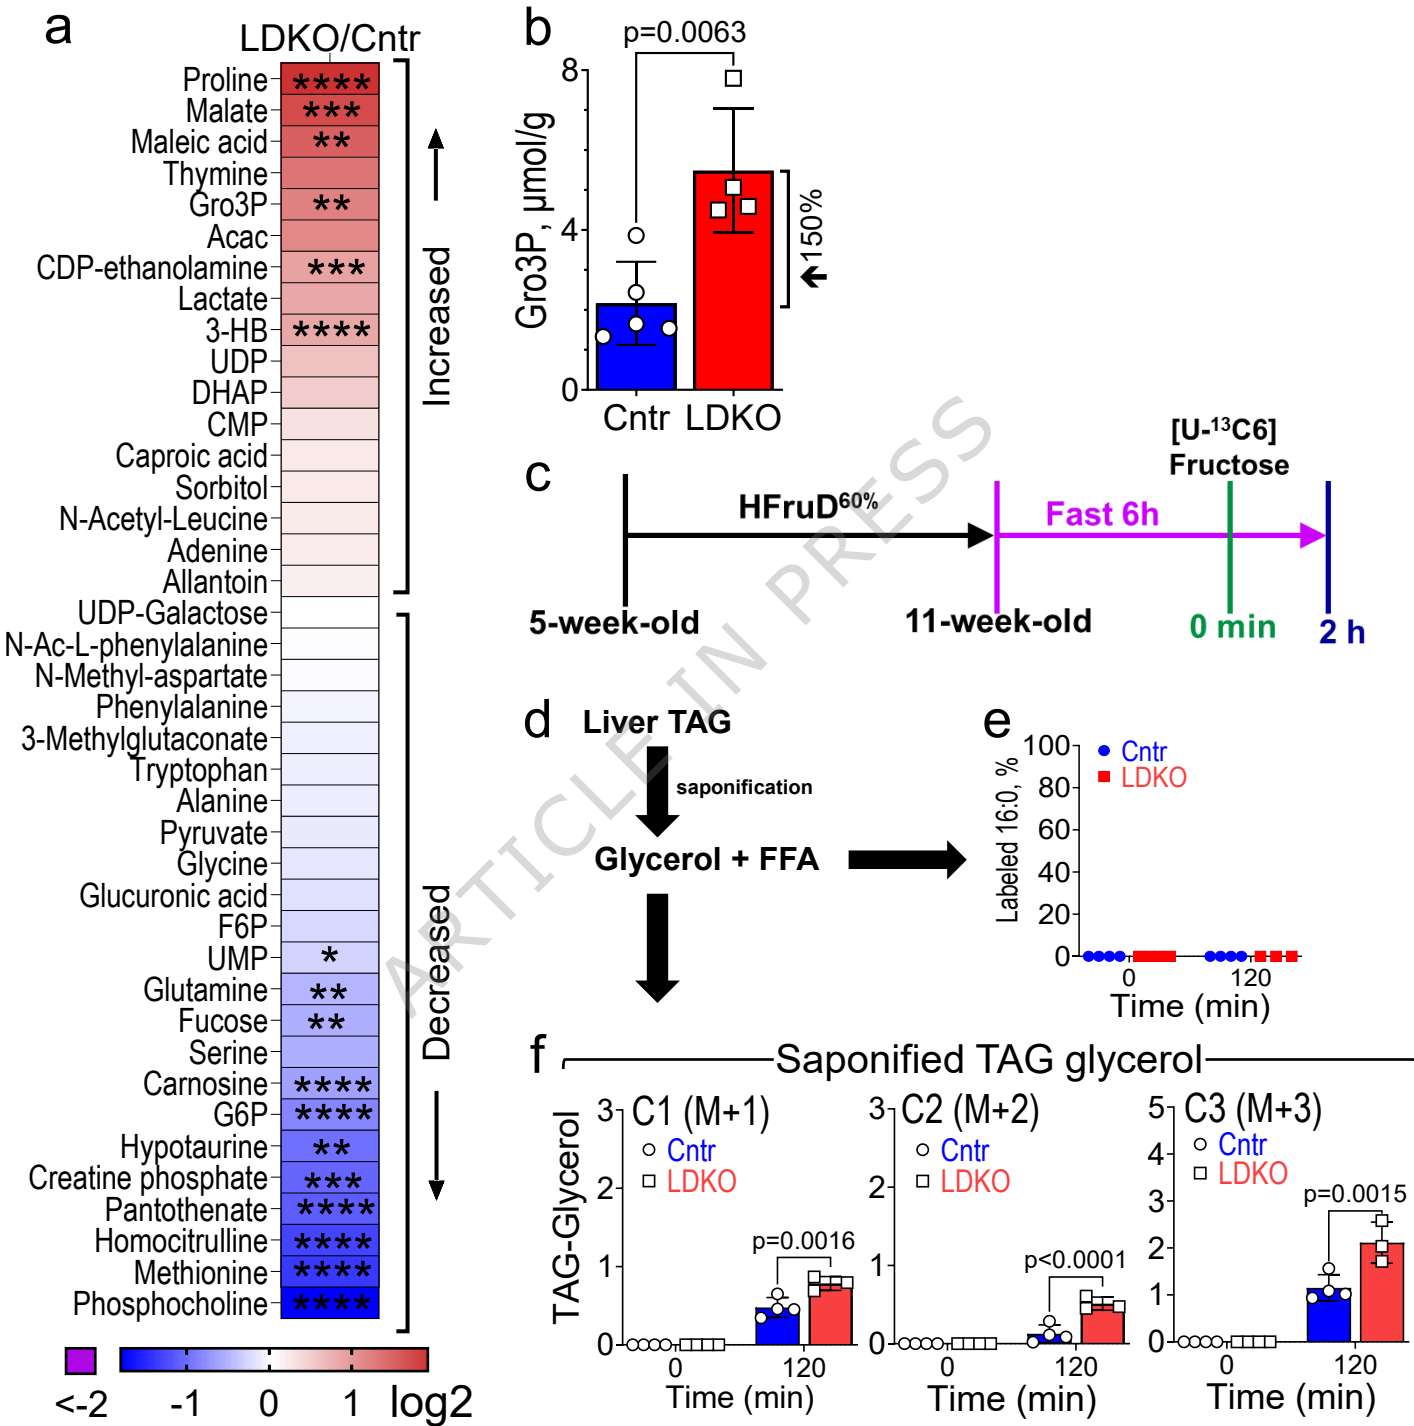 a
LDKO/Cntr
Proline ****
Malate ***
Maleic acid **
Thymine
Gro3P **
Acac
CDP-ethanolamine ***
Lactate
3-HB ****
UDP
DHAP
CMP
Caproic acid
Sorbitol
N-Acetyl-Leucine
Adenine
Allantoin
UDP-Galactose
N-Ac-L-phenylalanine
N-Methyl-aspartate
Phenylalanine
3-Methylglutaconate
Tryptophan
Alanine
Pyruvate
Glycine
Glucuronic acid
F6P
UMP *
Glutamine **
Fucose **
Serine
Carnosine ****
G6P ****
Hypotaurine **
Creatine phosphate ***
Pantothenate ****
Homocitrulline ****
Methionine ****
Phosphocholine ****
Increased
Decreased
<-2 -1 0 1 log2
b
p=0.0063
Gro3P, µmol/g
8
4
0
Cntr LDKO
🡸150%
c
HFruD60%
Fast 6h
[U-¹³C6]
Fructose
5-week-old
11-week-old
0 min
2 h
d
Liver TAG
saponification
Glycerol + FFA
e
Labeled 16:0, %
100
80
60
40
20
0
Cntr
LDKO
0 120
Time (min)
f
Saponified TAG glycerol
TAG-Glycerol
C1 (M+1)
Cntr
LDKO
3
2
1
0
p=0.0016
0 120
Time (min)
C2 (M+2)
Cntr
LDKO
3
2
1
0
p<0.0001
0 120
Time (min)
C3 (M+3)
Cntr
LDKO
5
4
3
2
1
0
p=0.0015
0 120
Time (min)
ARTICLE IN PRESS